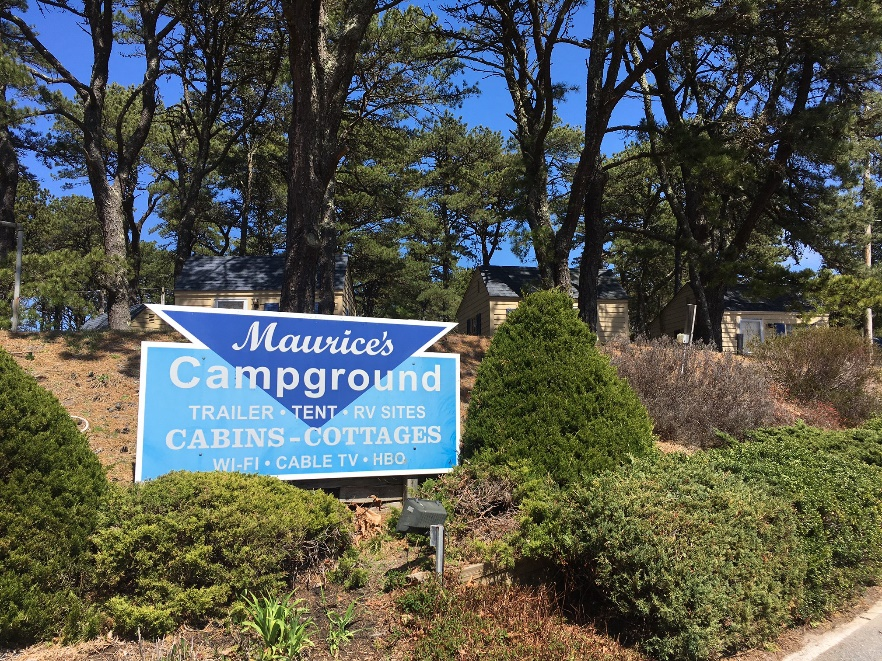 Maurice's
Campground
TRAILER • TENT • RV SITES
CABINS - COTTAGES
WI-FI • CABLE TV • HBO